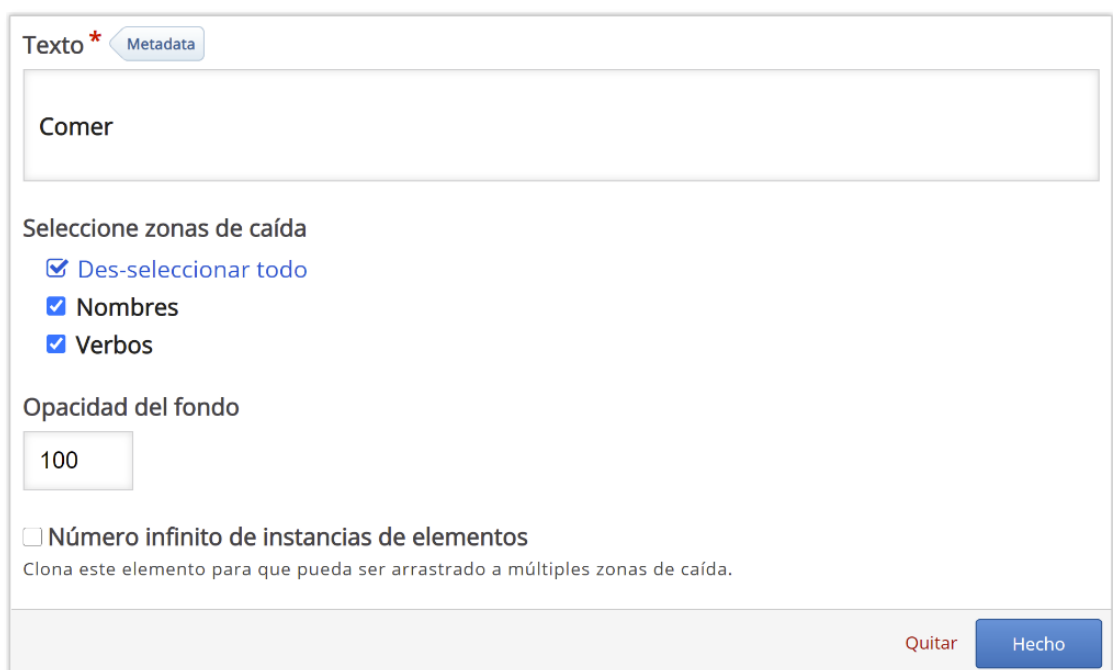 Texto * Metadata
Comer
Seleccione zonas de caída
Des-seleccionar todo
Nombres
Verbos
Opacidad del fondo
100
Número infinito de instancias de elementos
Clona este elemento para que pueda ser arrastrado a múltiples zonas de caída.
Quitar Hecho